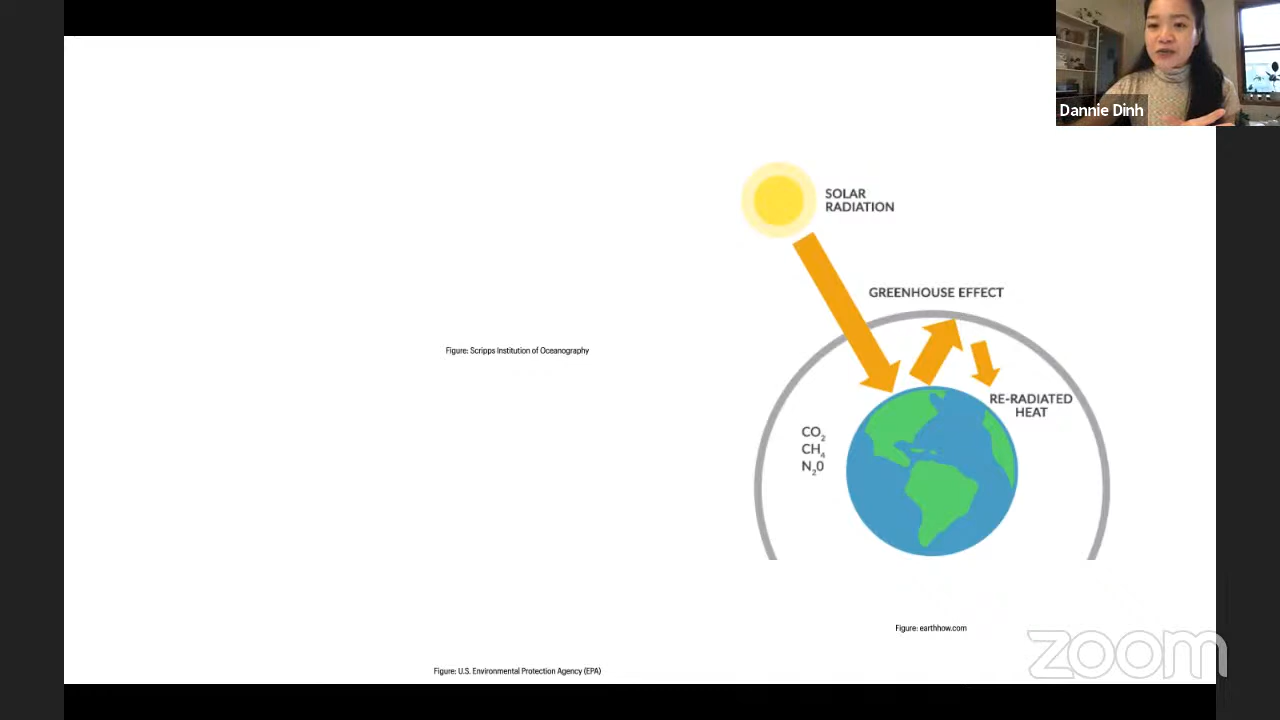 Dannie Dinh
SOLAR
RADIATION
GREENHOUSE EFFECT
Figure: Scripps Institution of Oceanography
RE-RADIATED
HEAT
CO₂
CH₄
N₂0
Figure: earthhow.com
zoom
Figure: U.S. Environmental Protection Agency (EPA)